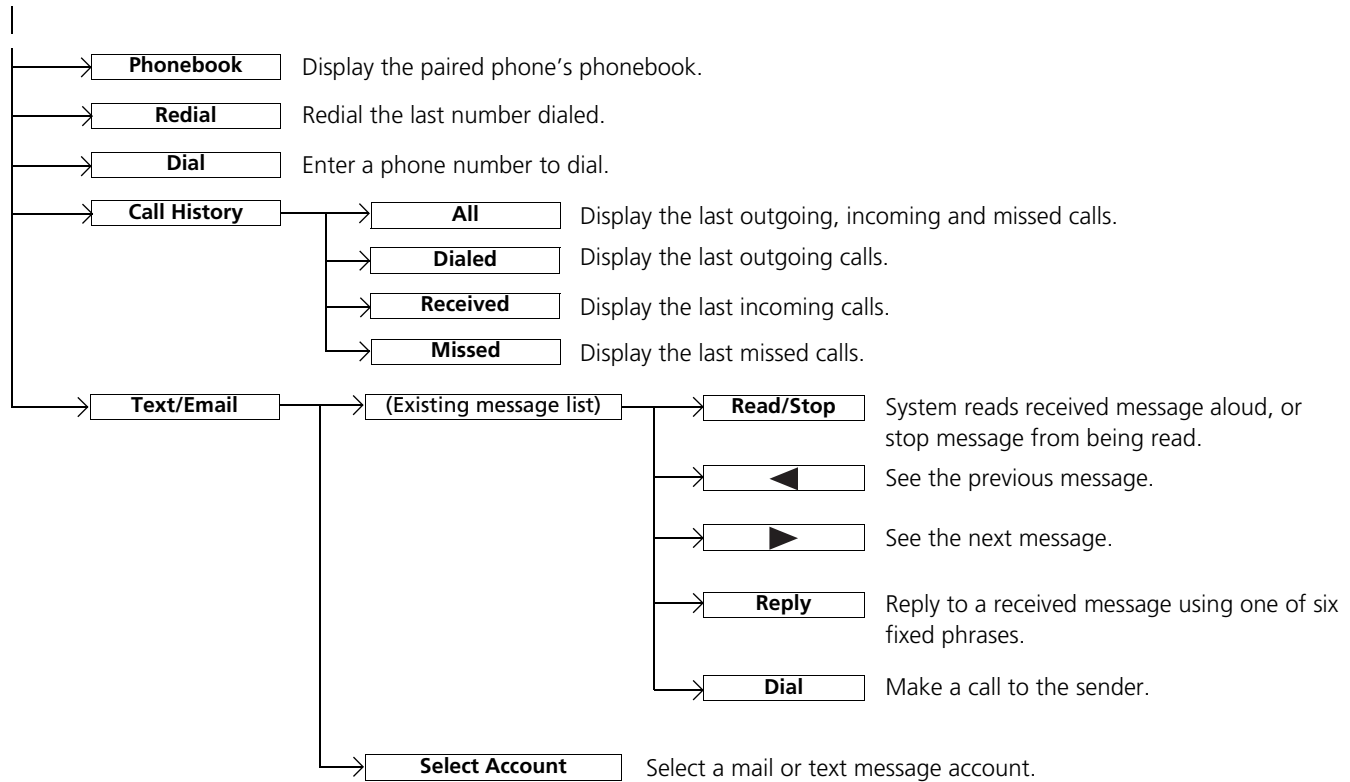 Phonebook Display the paired phone’s phonebook.
Redial Redial the last number dialed.
Dial Enter a phone number to dial.
Call History All Display the last outgoing, incoming and missed calls.
Dialed Display the last outgoing calls.
Received Display the last incoming calls.
Missed Display the last missed calls.
Text/Email (Existing message list) Read/Stop System reads received message aloud, or
stop message from being read.
See the previous message.
See the next message.
Reply Reply to a received message using one of six
fixed phrases.
Dial Make a call to the sender.
Select Account Select a mail or text message account.